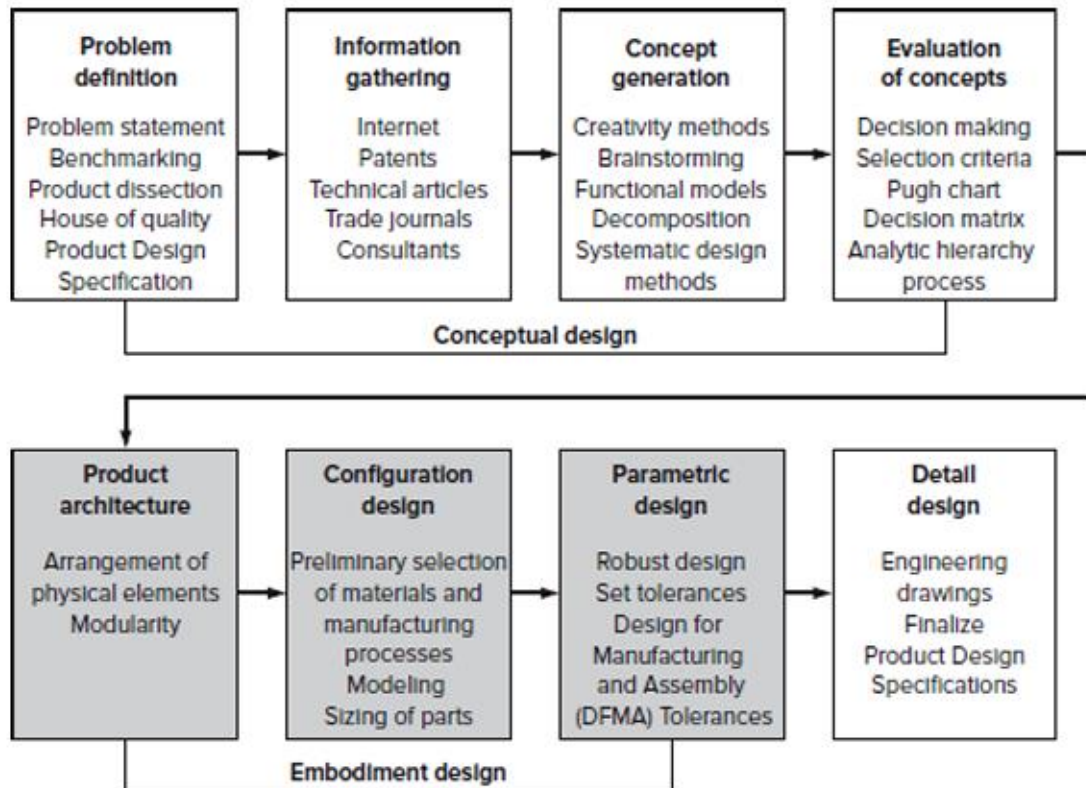 Problem
definition
Problem statement
Benchmarking
Product dissection
House of quality
Product Design
Specification
Information
gathering
Internet
Patents
Technical articles
Trade journals
Consultants
Concept
generation
Creativity methods
Brainstorming
Functional models
Decomposition
Systematic design
methods
Evaluation
of concepts
Decision making
Selection criteria
Pugh chart
Decision matrix
Analytic hierarchy
process
Conceptual design
Product
architecture
Arrangement of
physical elements
Modularity
Configuration
design
Preliminary selection
of materials and
manufacturing
processes
Modeling
Sizing of parts
Parametric
design
Robust design
Set tolerances
Design for
Manufacturing
and Assembly
(DFMA) Tolerances
Detail
design
Engineering
drawings
Finalize
Product Design
Specifications
Embodiment design